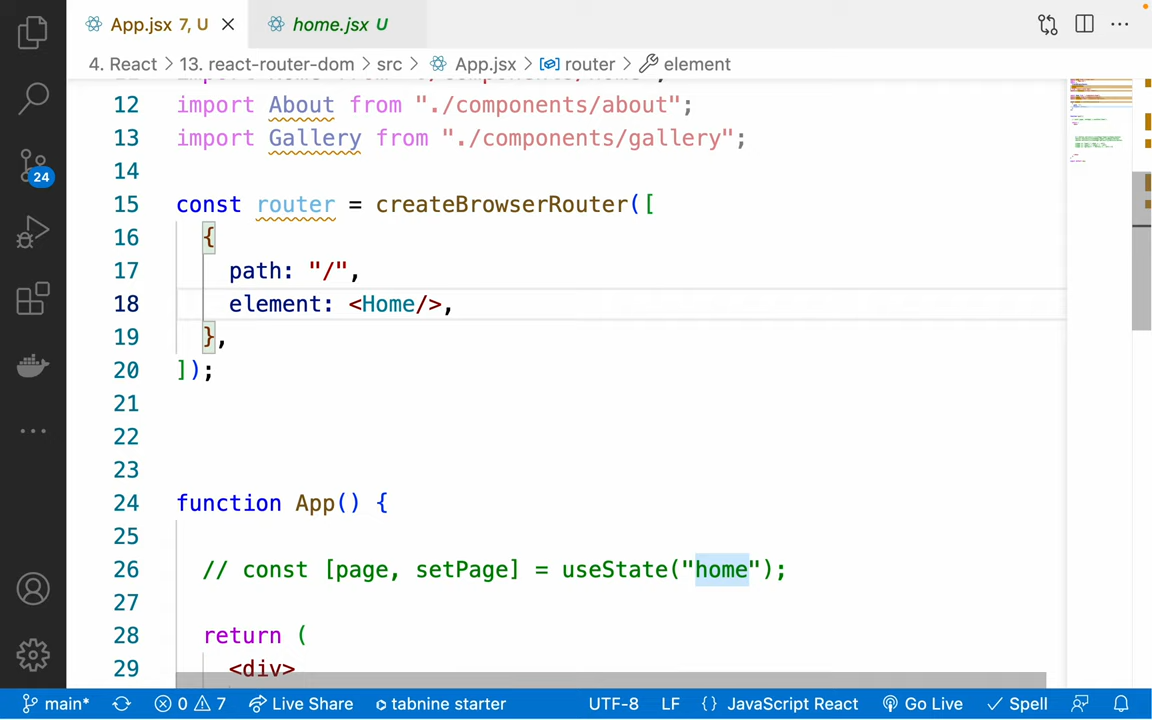 App.jsx 7, U
home.jsx U
4. React > 13. react-router-dom > src > App.jsx > router > element
12 import About from "./components/about";
13 import Gallery from "./components/gallery";
14
15 const router = createBrowserRouter([
16 {
17 path: "/",
18 element: <Home/>,
19 },
20 ]);
21
22
23
24 function App() {
25
26 // const [page, setPage] = useState("home");
27
28 return (
29 <div>
24
main* 0 7 Live Share tabnine starter UTF-8 LF {} JavaScript React Go Live Spell